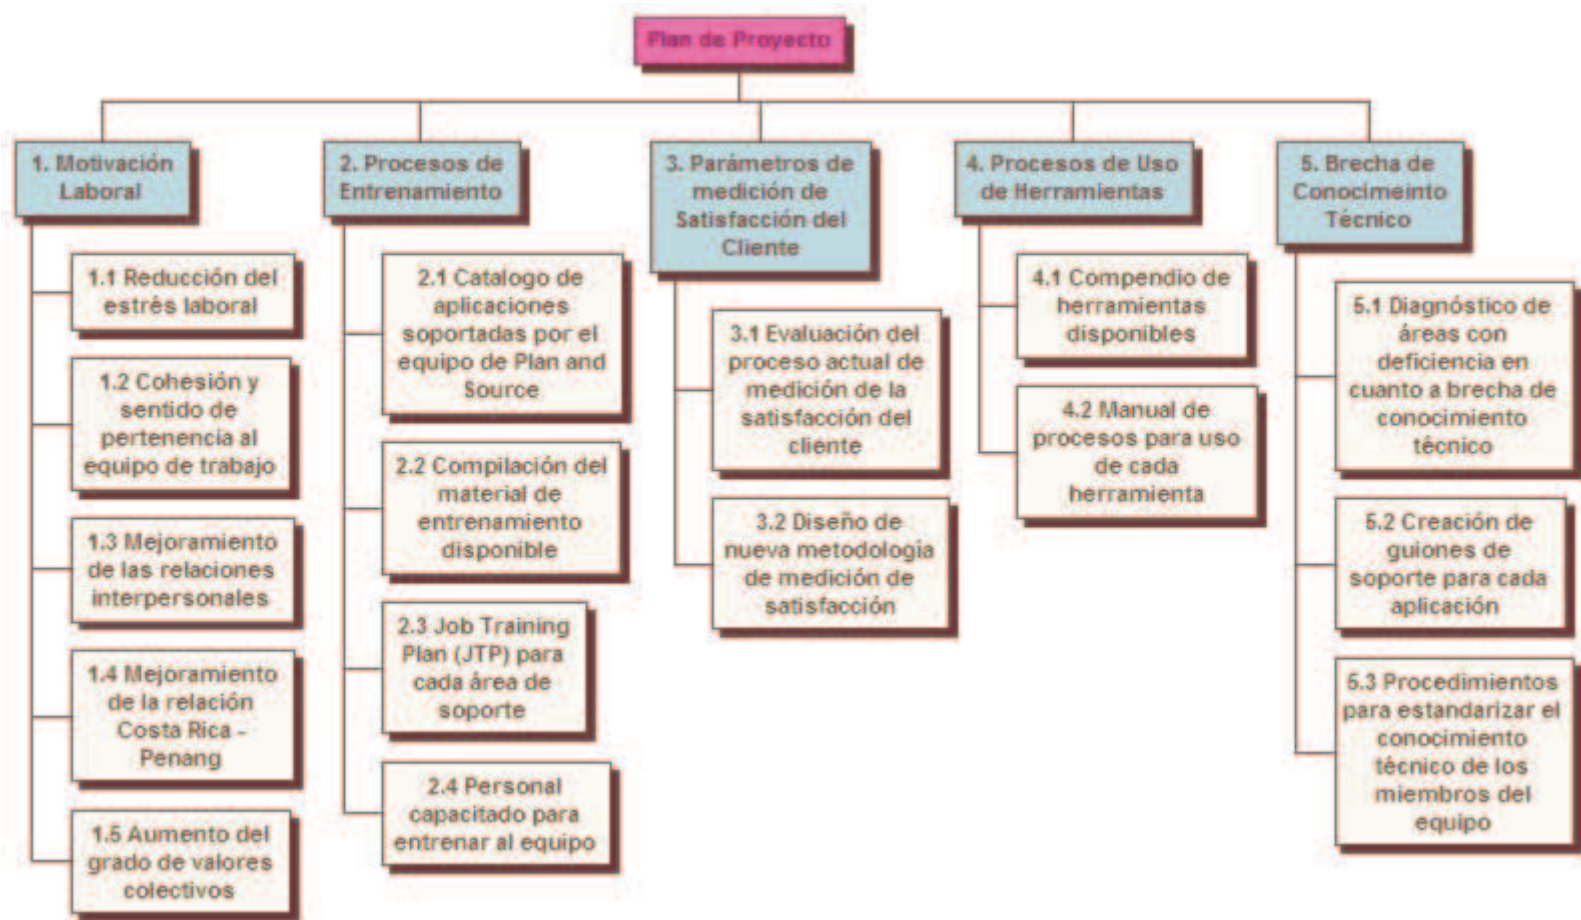 Plan de Proyecto
1. Motivación
Laboral
1.1 Reducción del
estrés laboral
1.2 Cohesión y
sentido de
pertenencia al
equipo de trabajo
1.3 Mejoramiento
de las relaciones
interpersonales
1.4 Mejoramiento
de la relación
Costa Rica -
Penang
1.5 Aumento del
grado de valores
colectivos
2. Procesos de
Entrenamiento
2.1 Catalogo de
aplicaciones
soportadas por el
equipo de Plan and
Source
2.2 Compilación del
material de
entrenamiento
disponible
2.3 Job Training
Plan (JTP) para
cada área de
soporte
2.4 Personal
capacitado para
entrenar al equipo
3. Parámetros de
medición de
Satisfacción del
Cliente
3.1 Evaluación del
proceso actual de
medición de la
satisfacción del
cliente
3.2 Diseño de
nueva metodología
de medición de
satisfacción
4. Procesos de Uso
de Herramientas
4.1 Compendio de
herramientas
disponibles
4.2 Manual de
procesos para uso
de cada
herramienta
5. Brecha de
Conocimeinto
Técnico
5.1 Diagnóstico de
áreas con
deficiencia en
cuanto a brecha de
conocimiento
técnico
5.2 Creación de
guiones de
soporte para cada
aplicación
5.3 Procedimientos
para estandarizar el
conocimiento
técnico de los
miembros del
equipo